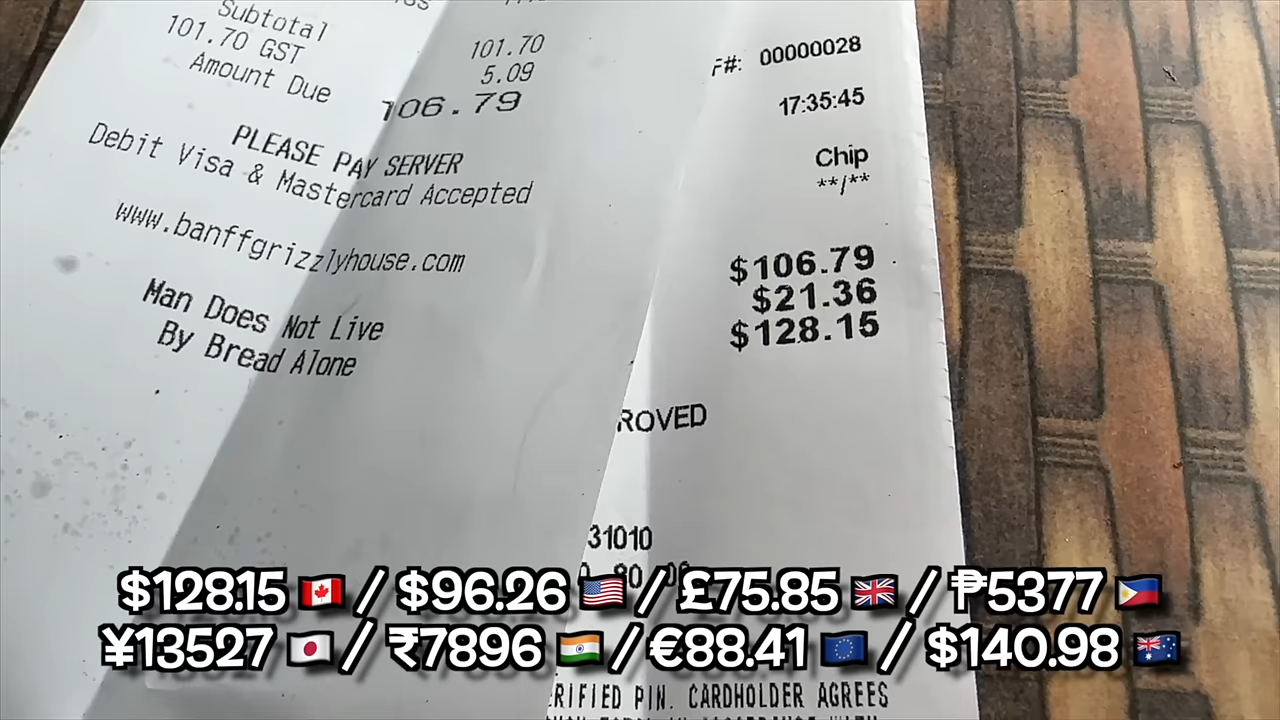 Subtotal 101.70
101.70 GST 5.09
Amount Due 106.79
PLEASE PAY SERVER
Debit Visa & Mastercard Accepted
www.banffgrizzlyhouse.com
Man Does Not Live
By Bread Alone
F#: 00000028
17:35:45
Chip
**/**
$106.79
$21.36
$128.15
ROVED
31010
RIFIED PIN. CARDHOLDER AGREES
$128.15 🇨🇦 / $96.26 🇺🇸 / £75.85 🇬🇧 / ₱5377 🇵🇭
¥13527 🇯🇵 / ₹7896 🇮🇳 / €88.41 🇪🇺 / $140.98 🇦🇺